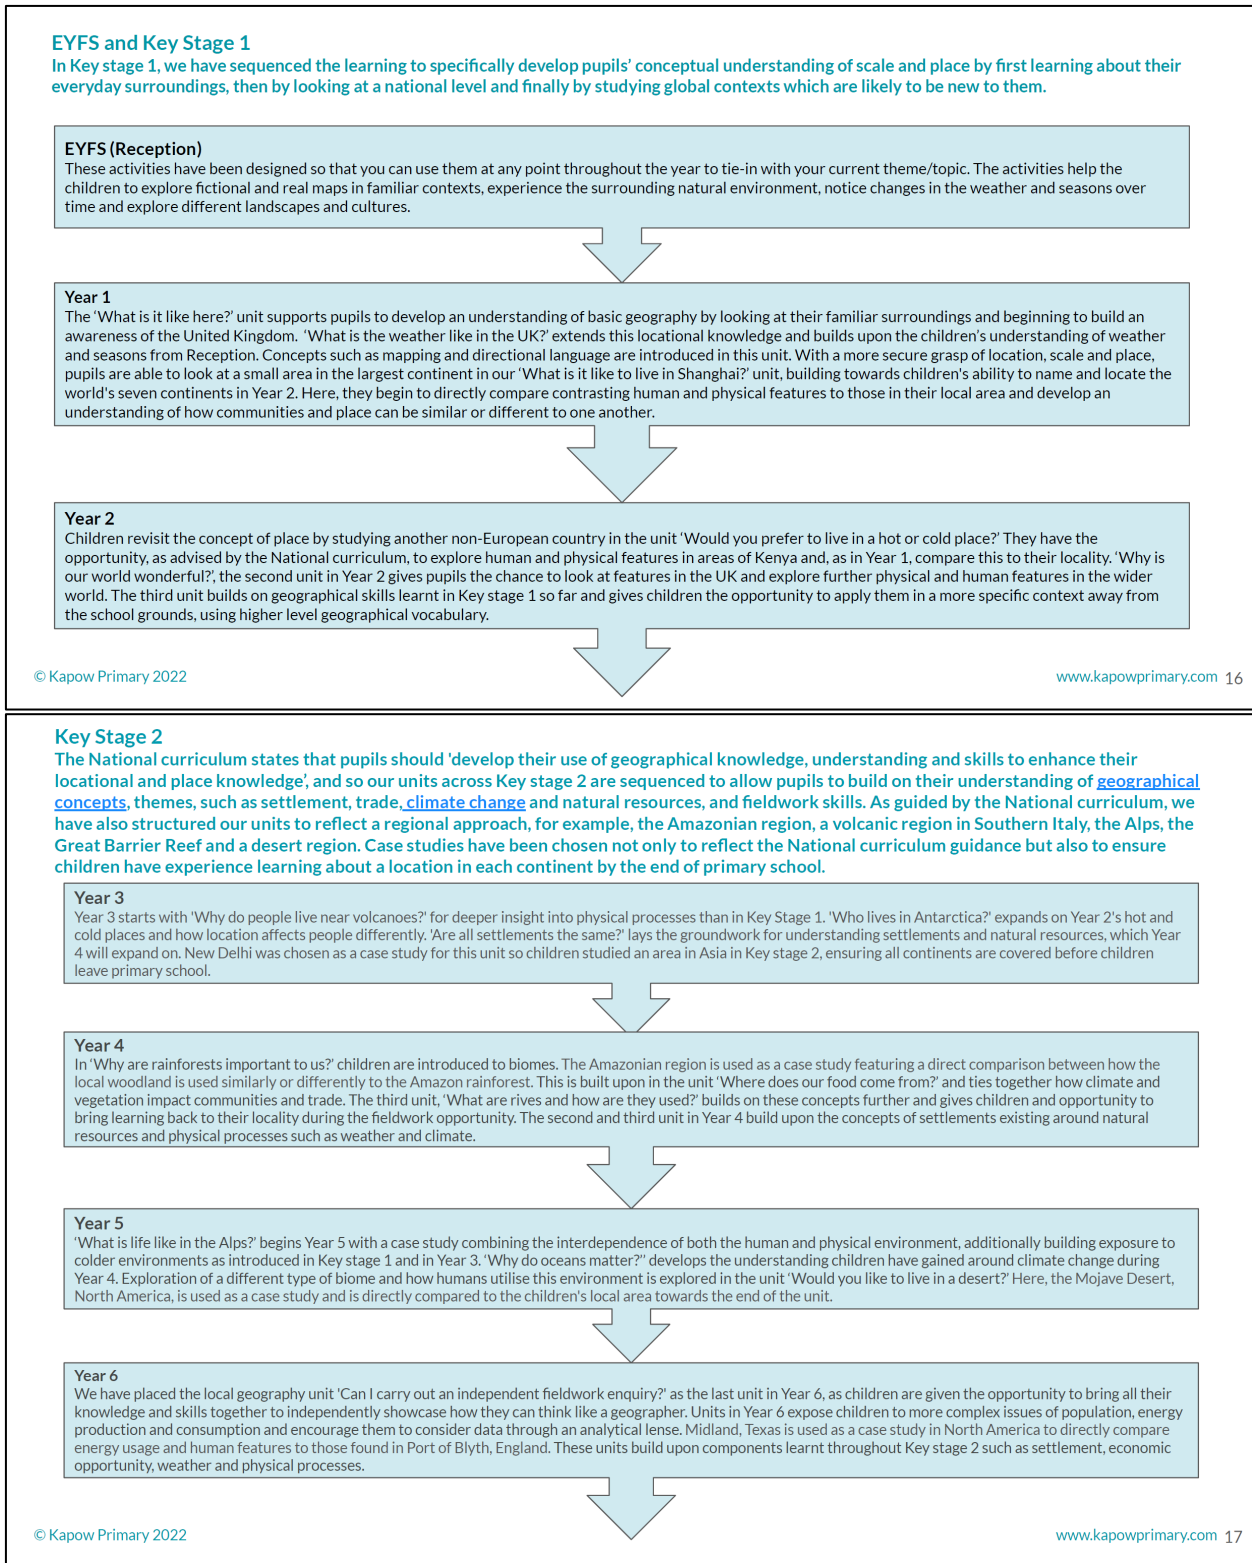 EYFS and Key Stage 1
In Key stage 1, we have sequenced the learning to specifically develop pupils' conceptual understanding of scale and place by first learning about their
everyday surroundings, then by looking at a national level and finally by studying global contexts which are likely to be new to them.
EYFS (Reception)
These activities have been designed so that you can use them at any point throughout the year to tie-in with your current theme/topic. The activities help the
children to explore fictional and real maps in familiar contexts, experience the surrounding natural environment, notice changes in the weather and seasons over
time and explore different landscapes and cultures.
Year 1
The 'What is it like here?' unit supports pupils to develop an understanding of basic geography by looking at their familiar surroundings and beginning to build an
awareness of the United Kingdom. 'What is the weather like in the UK?' extends this locational knowledge and builds upon the children's understanding of weather
and seasons from Reception. Concepts such as mapping and directional language are introduced in this unit. With a more secure grasp of location, scale and place,
pupils are able to look at a small area in the largest continent in our 'What is it like to live in Shanghai?' unit, building towards children's ability to name and locate the
world's seven continents in Year 2. Here, they begin to directly compare contrasting human and physical features to those in their local area and develop an
understanding of how communities and place can be similar or different to one another.
Year 2
Children revisit the concept of place by studying another non-European country in the unit 'Would you prefer to live in a hot or cold place?' They have the
opportunity, as advised by the National curriculum, to explore human and physical features in areas of Kenya and, as in Year 1, compare this to their locality. 'Why is
our world wonderful?', the second unit in Year 2 gives pupils the chance to look at features in the UK and explore further physical and human features in the wider
world. The third unit builds on geographical skills learnt in Key stage 1 so far and gives children the opportunity to apply them in a more specific context away from
the school grounds, using higher level geographical vocabulary.
© Kapow Primary 2022
www.kapowprimary.com 16
Key Stage 2
The National curriculum states that pupils should 'develop their use of geographical knowledge, understanding and skills to enhance their
locational and place knowledge', and so our units across Key stage 2 are sequenced to allow pupils to build on their understanding of geographical
concepts, themes, such as settlement, trade, climate change and natural resources, and fieldwork skills. As guided by the National curriculum, we
have also structured our units to reflect a regional approach, for example, the Amazonian region, a volcanic region in Southern Italy, the Alps, the
Great Barrier Reef and a desert region. Case studies have been chosen not only to reflect the National curriculum guidance but also to ensure
children have experience learning about a location in each continent by the end of primary school.
Year 3
Year 3 starts with 'Why do people live near volcanoes?' for deeper insight into physical processes than in Key Stage 1. 'Who lives in Antarctica?' expands on Year 2's hot and
cold places and how location affects people differently. 'Are all settlements the same?' lays the groundwork for understanding settlements and natural resources, which Year
4 will expand on. New Delhi was chosen as a case study for this unit so children studied an area in Asia in Key stage 2, ensuring all continents are covered before children
leave primary school.
Year 4
In 'Why are rainforests important to us?' children are introduced to biomes. The Amazonian region is used as a case study featuring a direct comparison between how the
local woodland is used similarly or differently to the Amazon rainforest. This is built upon in the unit 'Where does our food come from?' and ties together how climate and
vegetation impact communities and trade. The third unit, 'What are rives and how are they used?' builds on these concepts further and gives children and opportunity to
bring learning back to their locality during the fieldwork opportunity. The second and third unit in Year 4 build upon the concepts of settlements existing around natural
resources and physical processes such as weather and climate.
Year 5
'What is life like in the Alps?' begins Year 5 with a case study combining the interdependence of both the human and physical environment, additionally building exposure to
colder environments as introduced in Key stage 1 and in Year 3. 'Why do oceans matter?'' develops the understanding children have gained around climate change during
Year 4. Exploration of a different type of biome and how humans utilise this environment is explored in the unit 'Would you like to live in a desert?' Here, the Mojave Desert,
North America, is used as a case study and is directly compared to the children's local area towards the end of the unit.
Year 6
We have placed the local geography unit 'Can I carry out an independent fieldwork enquiry?' as the last unit in Year 6, as children are given the opportunity to bring all their
knowledge and skills together to independently showcase how they can think like a geographer. Units in Year 6 expose children to more complex issues of population, energy
production and consumption and encourage them to consider data through an analytical lense. Midland, Texas is used as a case study in North America to directly compare
energy usage and human features to those found in Port of Blyth, England. These units build upon components learnt throughout Key stage 2 such as settlement, economic
opportunity, weather and physical processes.
© Kapow Primary 2022
www.kapowprimary.com 17